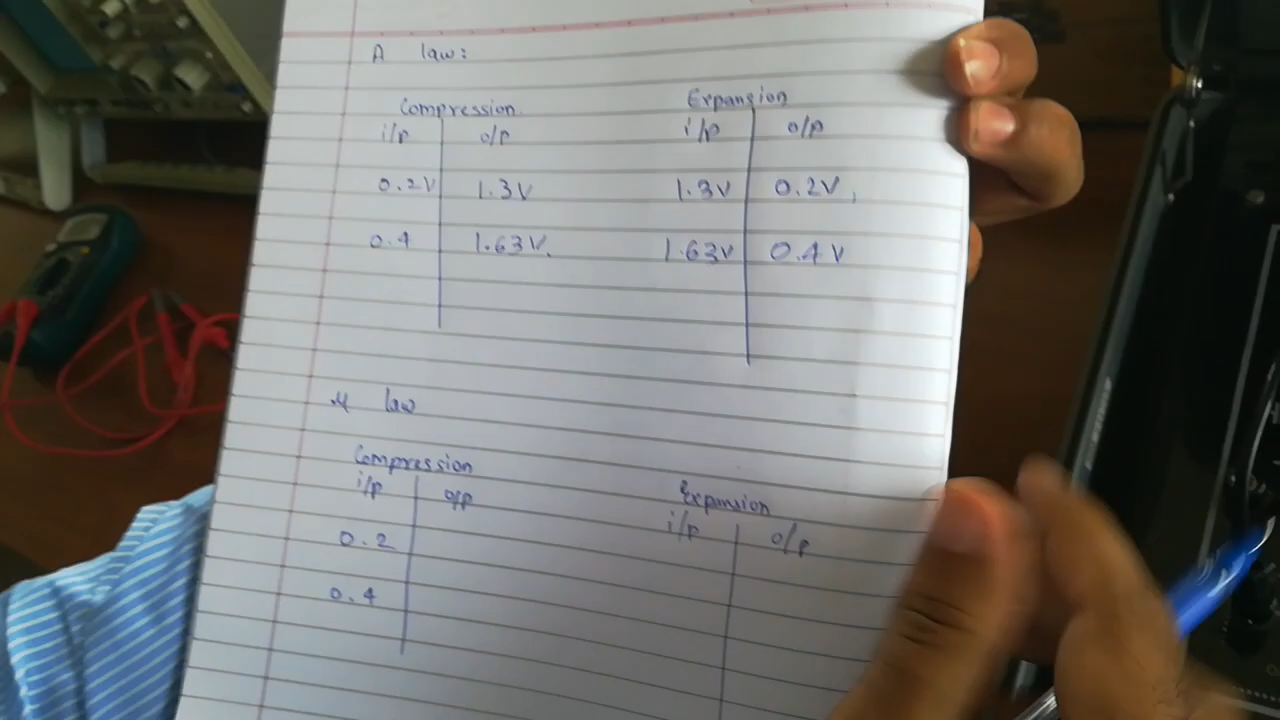 A law:
Compression. Expansion
i/p o/p i/p o/p
0.2V 1.3V 1.3V 0.2V,
0.4 1.63V. 1.63V 0.4V
M law
Compression Expansion
i/p o/p i/p o/p
0.2
0.4